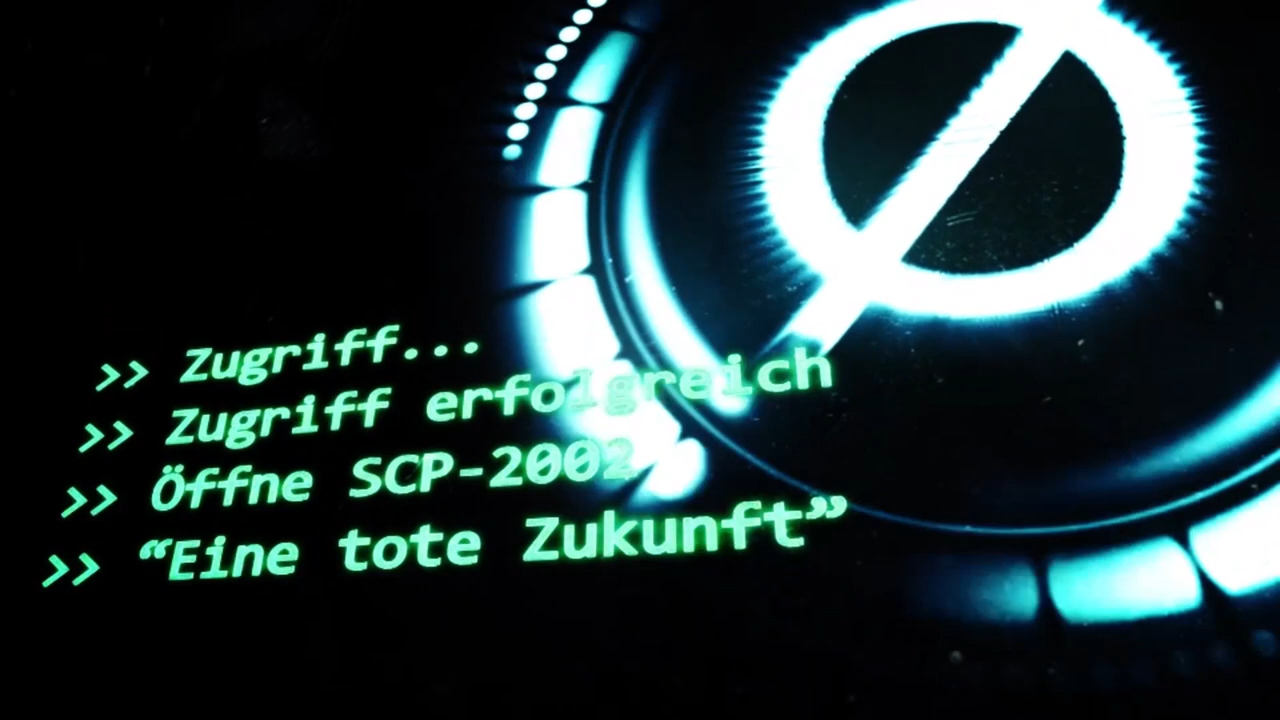 >> Zugriff...
>> Zugriff erfolgreich
>> Öffne SCP-2002
>> “Eine tote Zukunft”